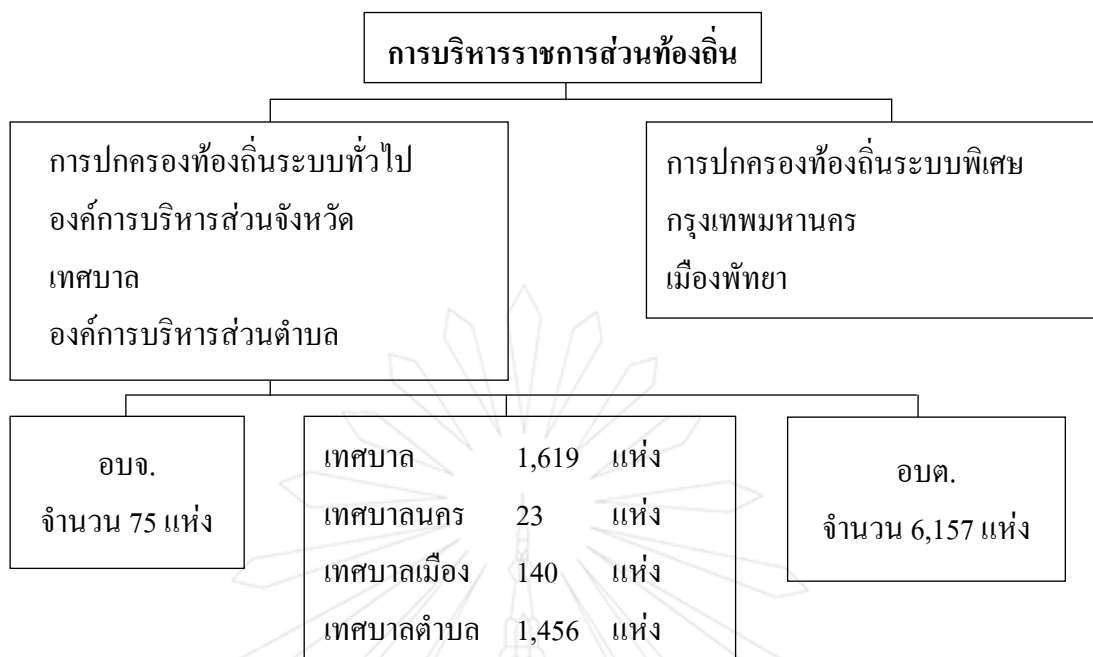 การบริหารราชการส่วนท้องถิ่น
การปกครองท้องถิ่นระบบทั่วไป
องค์การบริหารส่วนจังหวัด
เทศบาล
องค์การบริหารส่วนตำบล
การปกครองท้องถิ่นระบบพิเศษ
กรุงเทพมหานคร
เมืองพัทยา
อบจ.
จำนวน 75 แห่ง
เทศบาล 1,619 แห่ง
เทศบาลนคร 23 แห่ง
เทศบาลเมือง 140 แห่ง
เทศบาลตำบล 1,456 แห่ง
อบต.
จำนวน 6,157 แห่ง